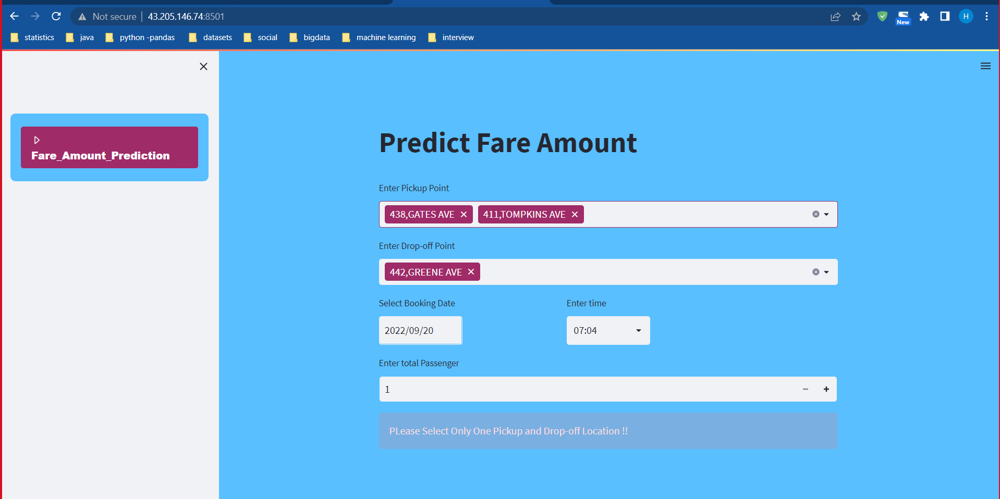 Not secure | 43.205.146.74:8501
New
H
statistics java python -pandas datasets social bigdata machine learning interview
Fare_Amount_Prediction
Predict Fare Amount
Enter Pickup Point
438,GATES AVE 411,TOMPKINS AVE
Enter Drop-off Point
442,GREENE AVE
Select Booking Date Enter time
2022/09/20 07:04
Enter total Passenger
1
PLease Select Only One Pickup and Drop-off Location !!